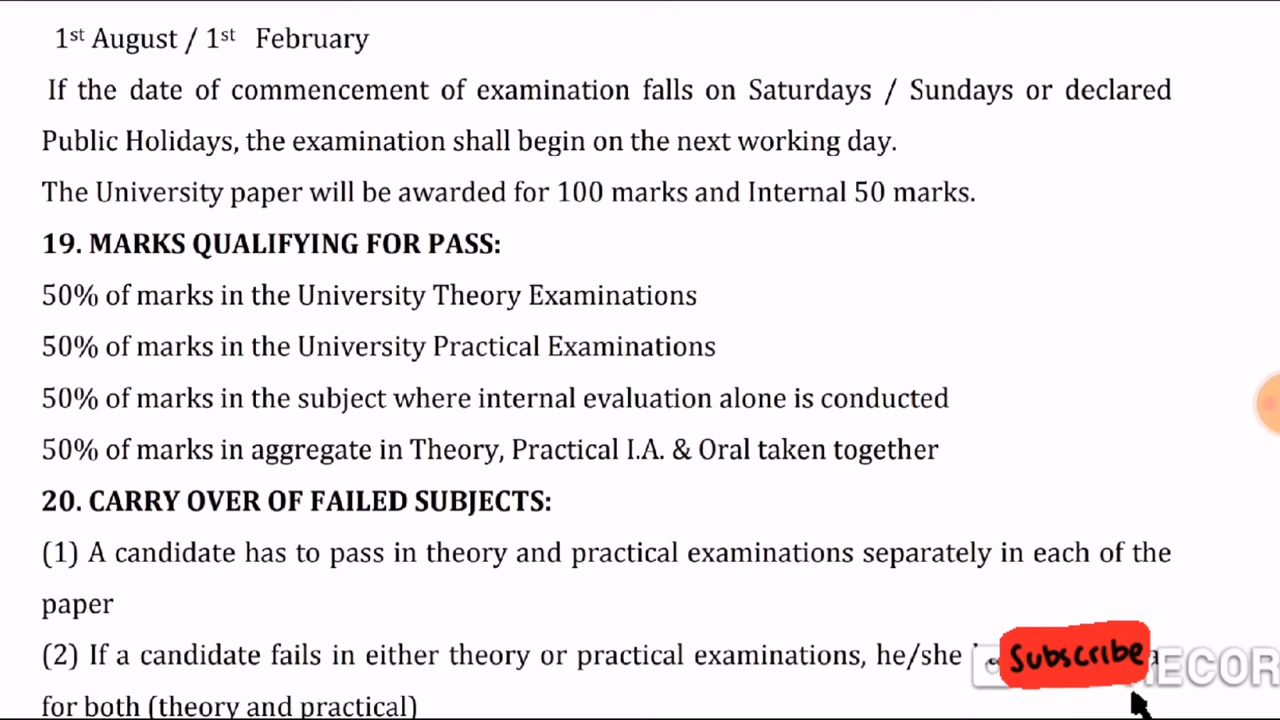 1st August / 1st February
If the date of commencement of examination falls on Saturdays / Sundays or declared
Public Holidays, the examination shall begin on the next working day.
The University paper will be awarded for 100 marks and Internal 50 marks.
19. MARKS QUALIFYING FOR PASS:
50% of marks in the University Theory Examinations
50% of marks in the University Practical Examinations
50% of marks in the subject where internal evaluation alone is conducted
50% of marks in aggregate in Theory, Practical I.A. & Oral taken together
20. CARRY OVER OF FAILED SUBJECTS:
(1) A candidate has to pass in theory and practical examinations separately in each of the
paper
(2) If a candidate fails in either theory or practical examinations, he/she
Subscribe
for both (theory and practical)